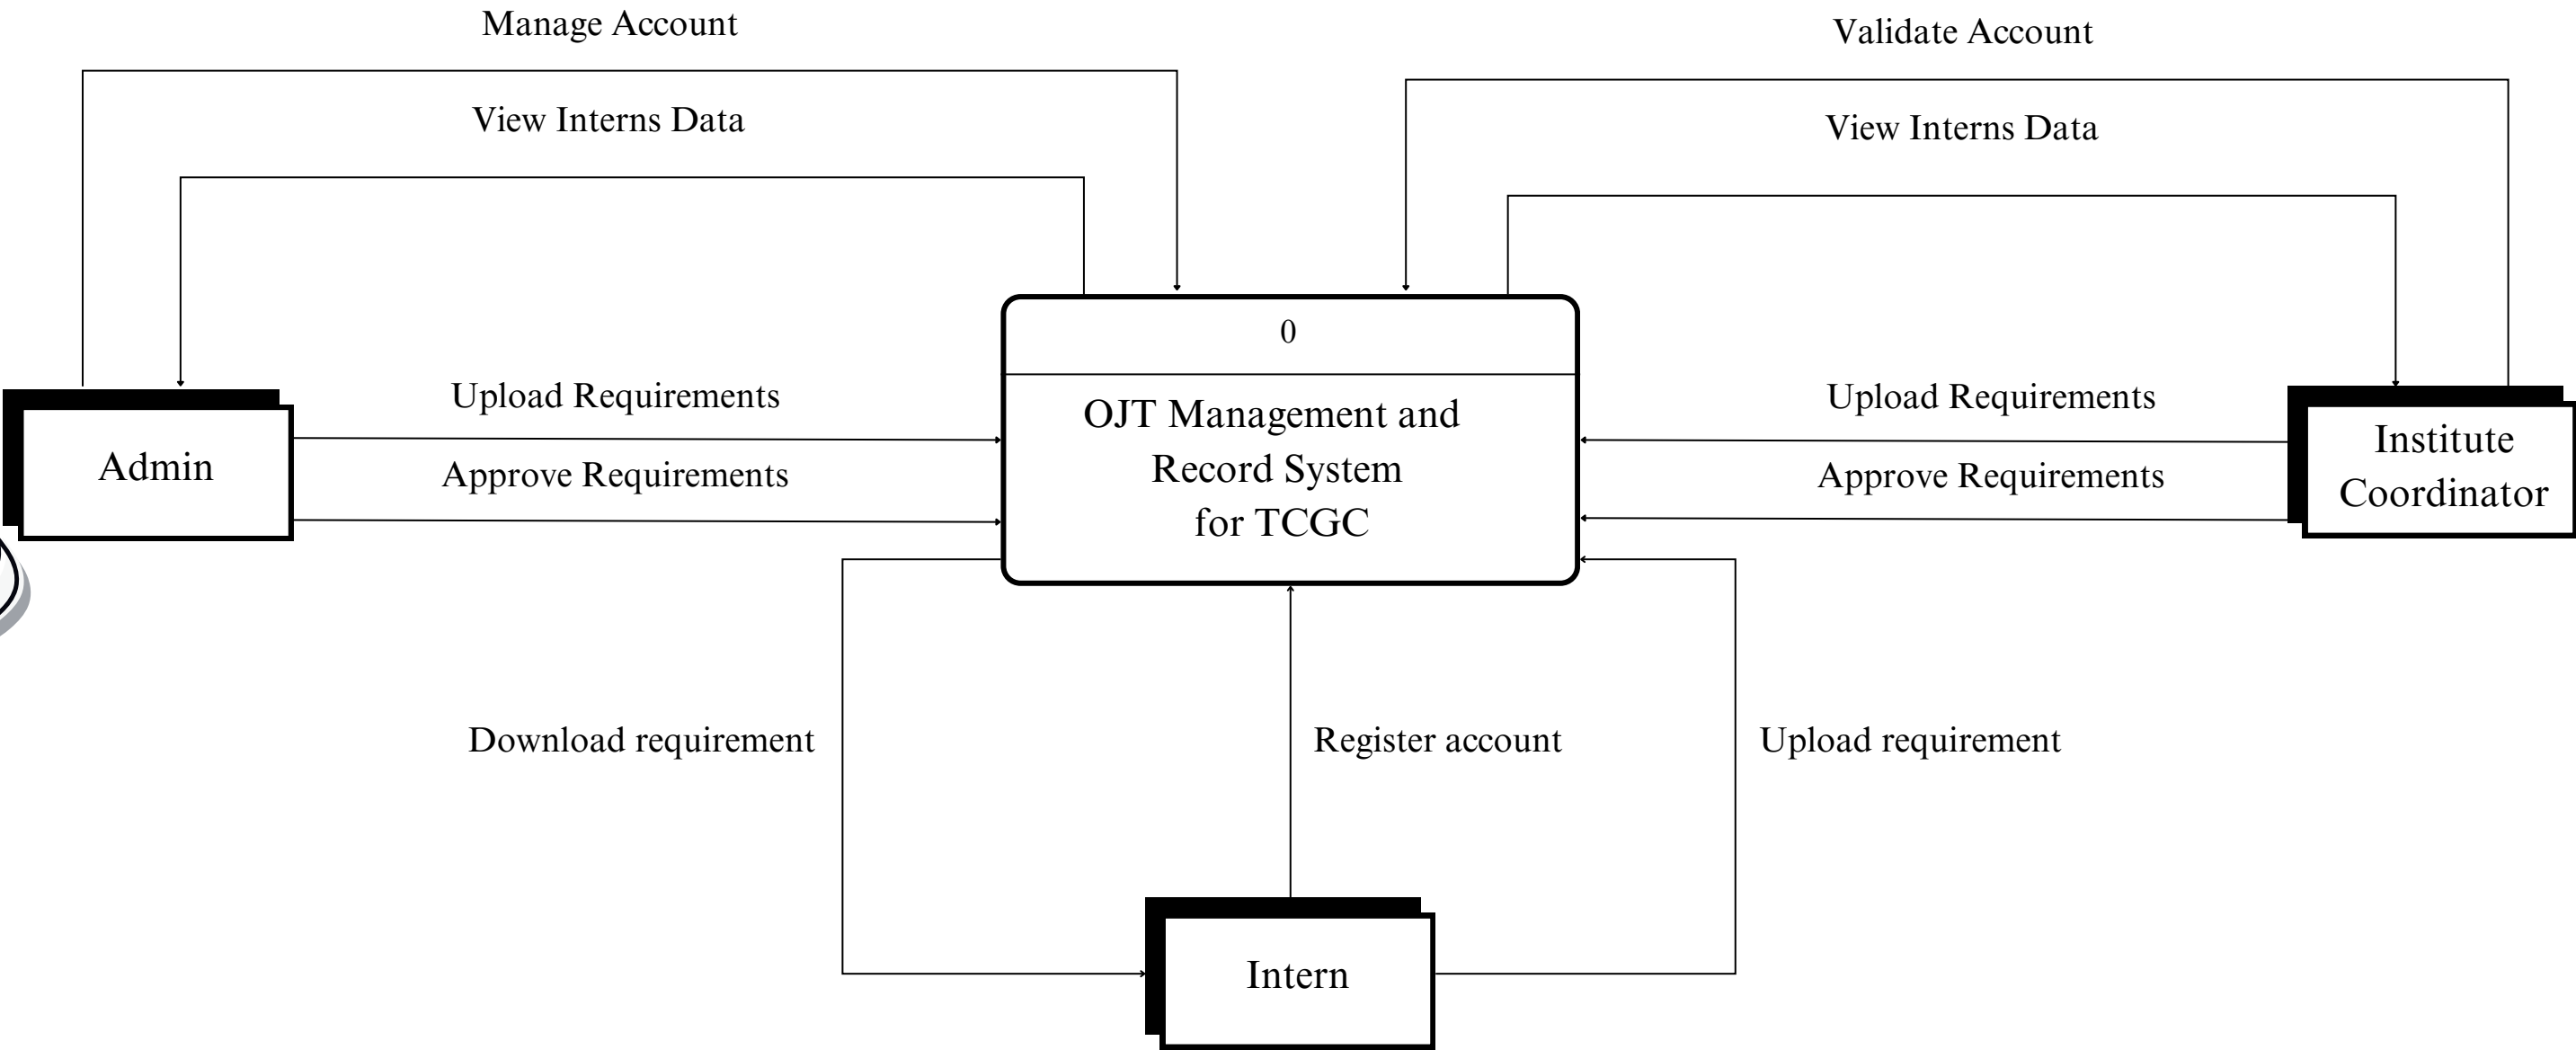 Manage Account
Validate Account
View Interns Data
View Interns Data
0
OJT Management and
Record System
for TCGC
Upload Requirements
Approve Requirements
Admin
Upload Requirements
Approve Requirements
Institute
Coordinator
Download requirement
Register account
Upload requirement
Intern